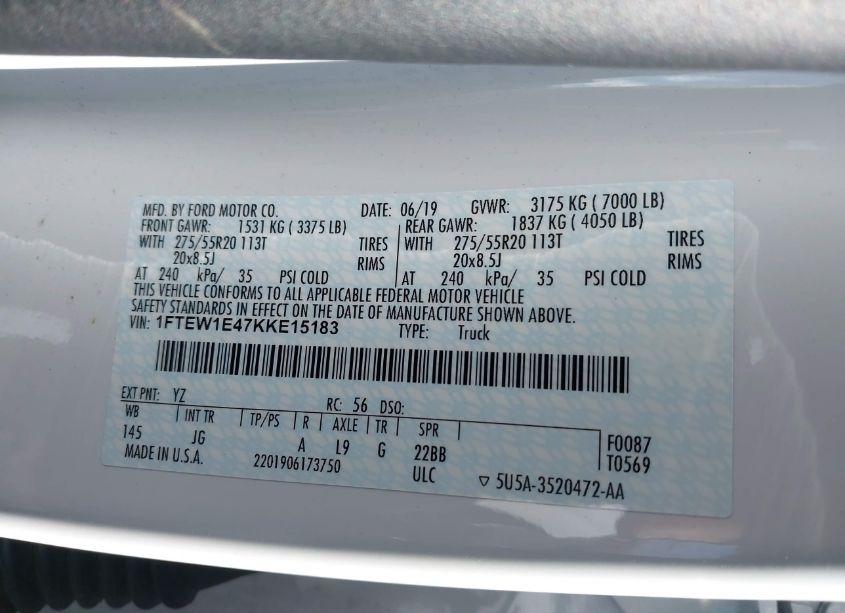 MFD. BY FORD MOTOR CO. DATE: 06/19 GVWR: 3175 KG ( 7000 LB)
FRONT GAWR: 1531 KG ( 3375 LB) REAR GAWR: 1837 KG ( 4050 LB)
WITH 275/55R20 113T TIRES WITH 275/55R20 113T TIRES
20x8.5J RIMS 20x8.5J RIMS
AT 240 kPa/ 35 PSI COLD AT 240 kPa/ 35 PSI COLD
THIS VEHICLE CONFORMS TO ALL APPLICABLE FEDERAL MOTOR VEHICLE
SAFETY STANDARDS IN EFFECT ON THE DATE OF MANUFACTURE SHOWN ABOVE.
VIN: 1FTEW1E47KKE15183 TYPE: Truck
EXT PNT: YZ RC: 56 DSO:
WB INT TR TP/PS R AXLE TR SPR F0087
145 JG A L9 G 22BB T0569
MADE IN U.S.A. 2201906173750 ULC ▽ 5U5A-3520472-AA